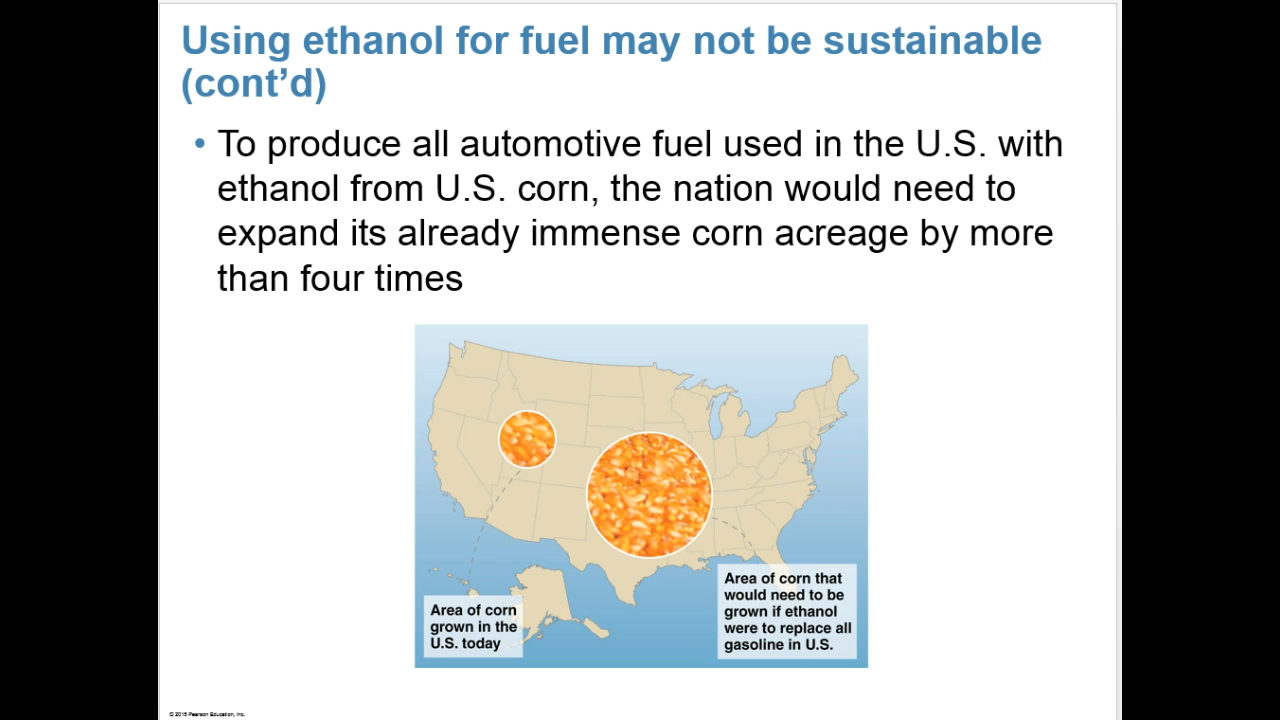 Using ethanol for fuel may not be sustainable
(cont’d)
• To produce all automotive fuel used in the U.S. with
ethanol from U.S. corn, the nation would need to
expand its already immense corn acreage by more
than four times
Area of corn
grown in the
U.S. today
Area of corn that
would need to be
grown if ethanol
were to replace all
gasoline in U.S.
© 2015 Pearson Education, Inc.